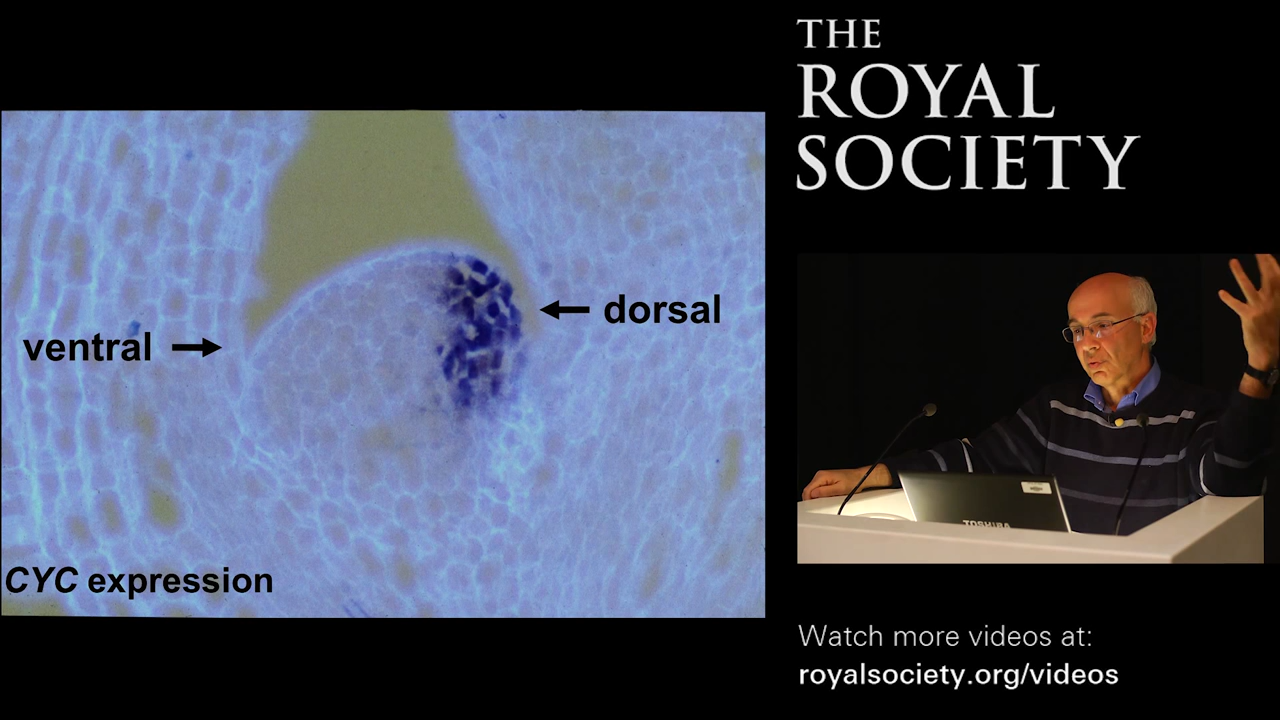 THE
ROYAL
SOCIETY
dorsal
ventral
CYC expression
TOSHIBA
Watch more videos at:
royalsociety.org/videos